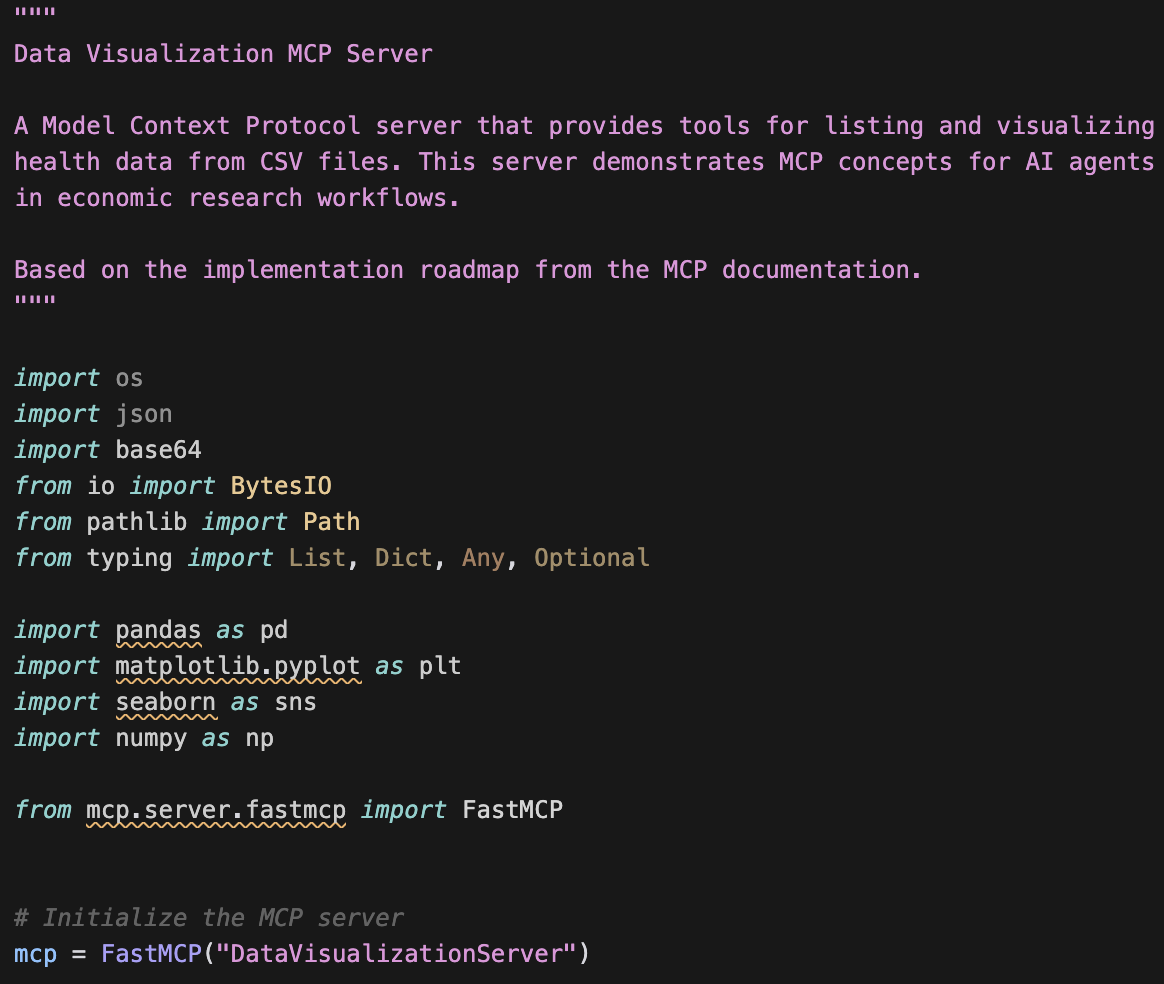 """
Data Visualization MCP Server
A Model Context Protocol server that provides tools for listing and visualizing
health data from CSV files. This server demonstrates MCP concepts for AI agents
in economic research workflows.
Based on the implementation roadmap from the MCP documentation.
"""
import os
import json
import base64
from io import BytesIO
from pathlib import Path
from typing import List, Dict, Any, Optional
import pandas as pd
import matplotlib.pyplot as plt
import seaborn as sns
import numpy as np
from mcp.server.fastmcp import FastMCP
# Initialize the MCP server
mcp = FastMCP("DataVisualizationServer")